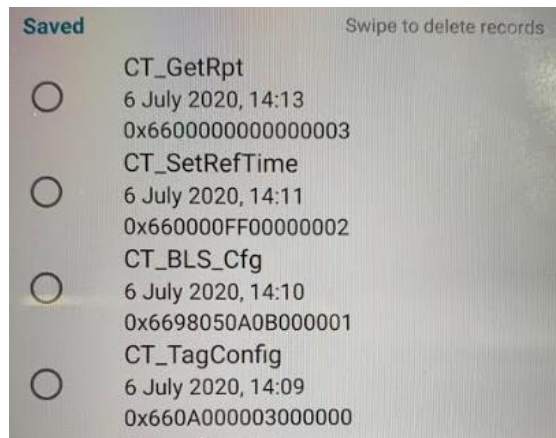 Saved Swipe to delete records
CT_GetRpt
6 July 2020, 14:13
0x6600000000000003
CT_SetRefTime
6 July 2020, 14:11
0x660000FF00000002
CT_BLS_Cfg
6 July 2020, 14:10
0x6698050A0B000001
CT_TagConfig
6 July 2020, 14:09
0x660A000003000000